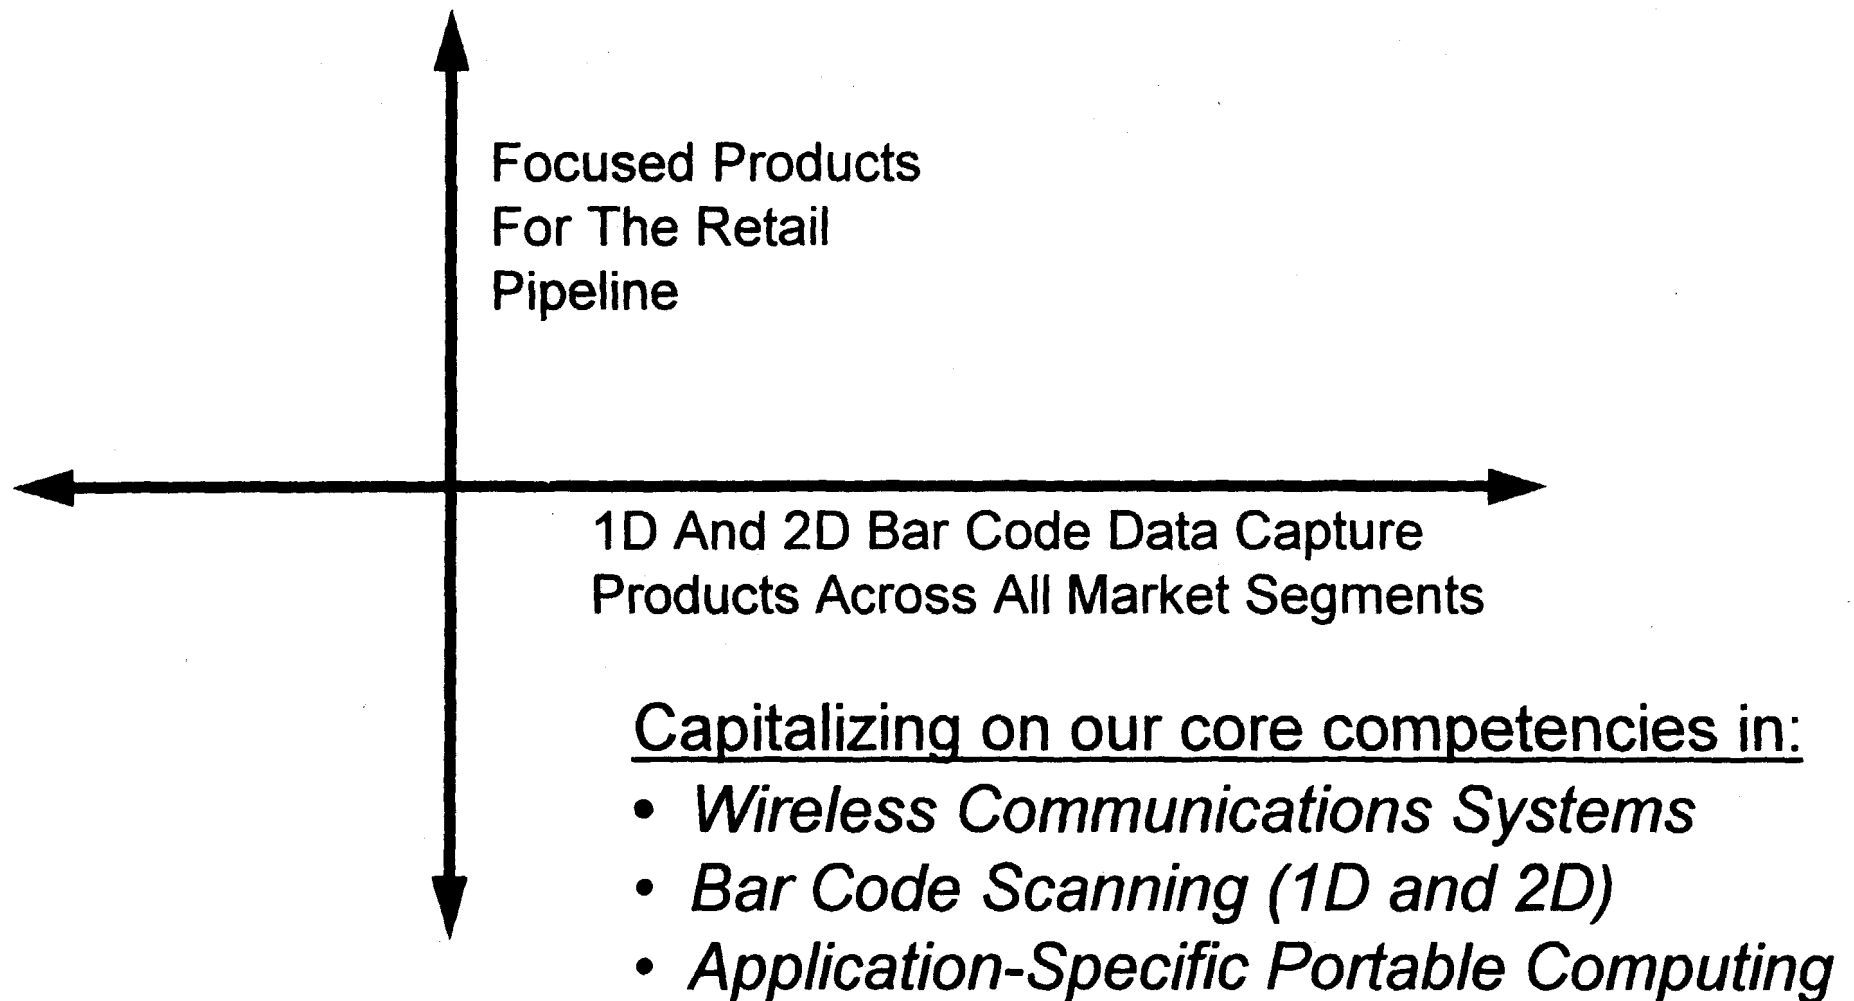 Focused Products
For The Retail
Pipeline
1D And 2D Bar Code Data Capture
Products Across All Market Segments
Capitalizing on our core competencies in:
• Wireless Communications Systems
• Bar Code Scanning (1D and 2D)
• Application-Specific Portable Computing